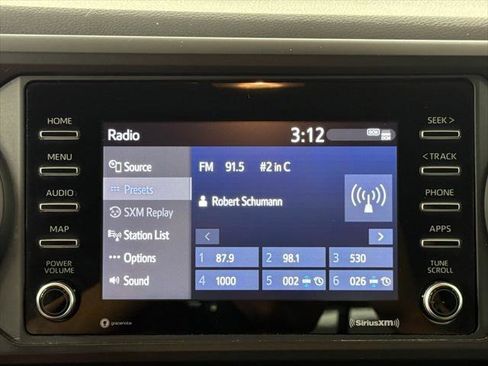 HOME
MENU
AUDIO
MAP
POWER
VOLUME
gracenote
Radio 3:12
Source
Presets
SXM Replay
Station List
Options
Sound
FM 91.5 #2 in C
Robert Schumann
< >
1 87.9 2 98.1 3 530
4 1000 5 002 6 026
SEEK >
< TRACK
PHONE
APPS
TUNE
SCROLL
((SiriusXM))